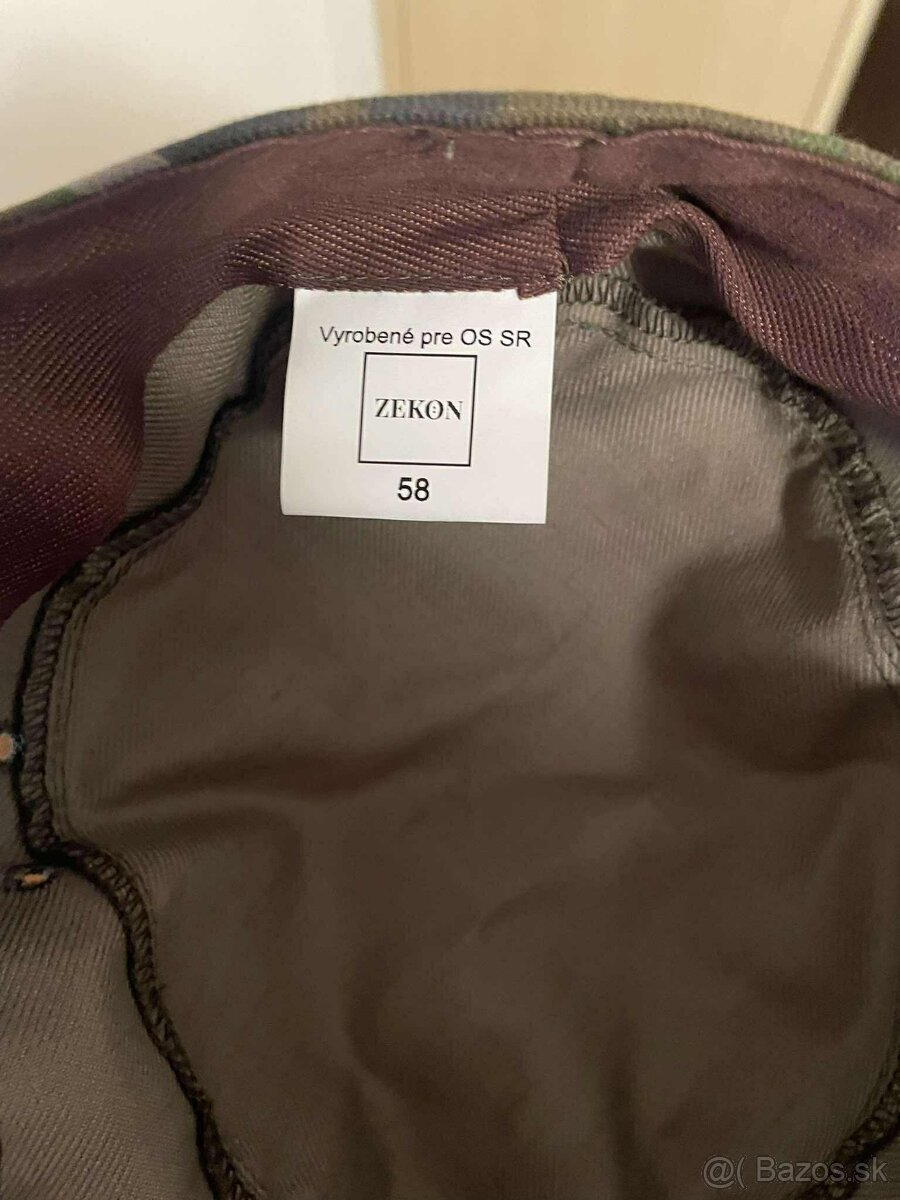 Vyrobené pre OS SR
ZEKON
58
@( Bazos.sk